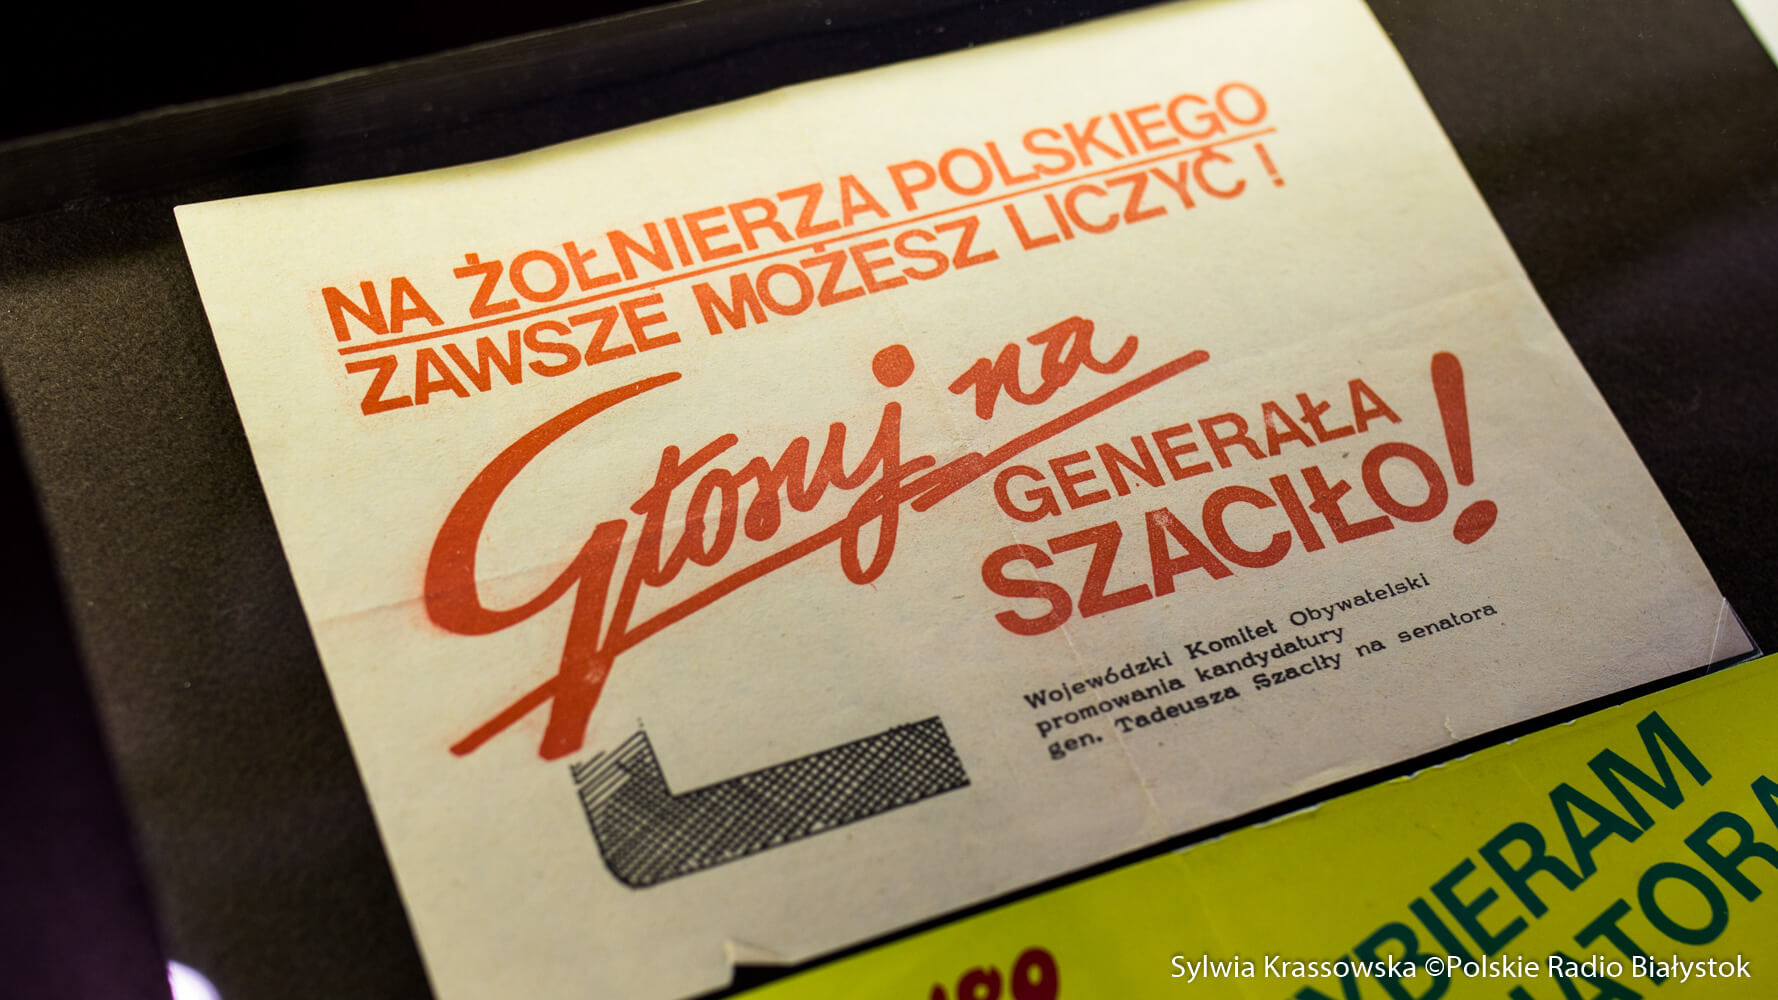 NA ŻOŁNIERZA POLSKIEGO
ZAWSZE MOŻESZ LICZYĆ !
Głosuj na
GENERAŁA
SZACIŁO!
Wojewódzki Komitet Obywatelski
promowania kandydatury
gen. Tadeusza Szaciły na senatora
Sylwia Krassowska ©Polskie Radio Białystok